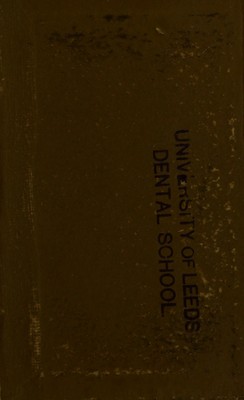 UNIVERSITY OF LEEDS
DENTAL SCHOOL